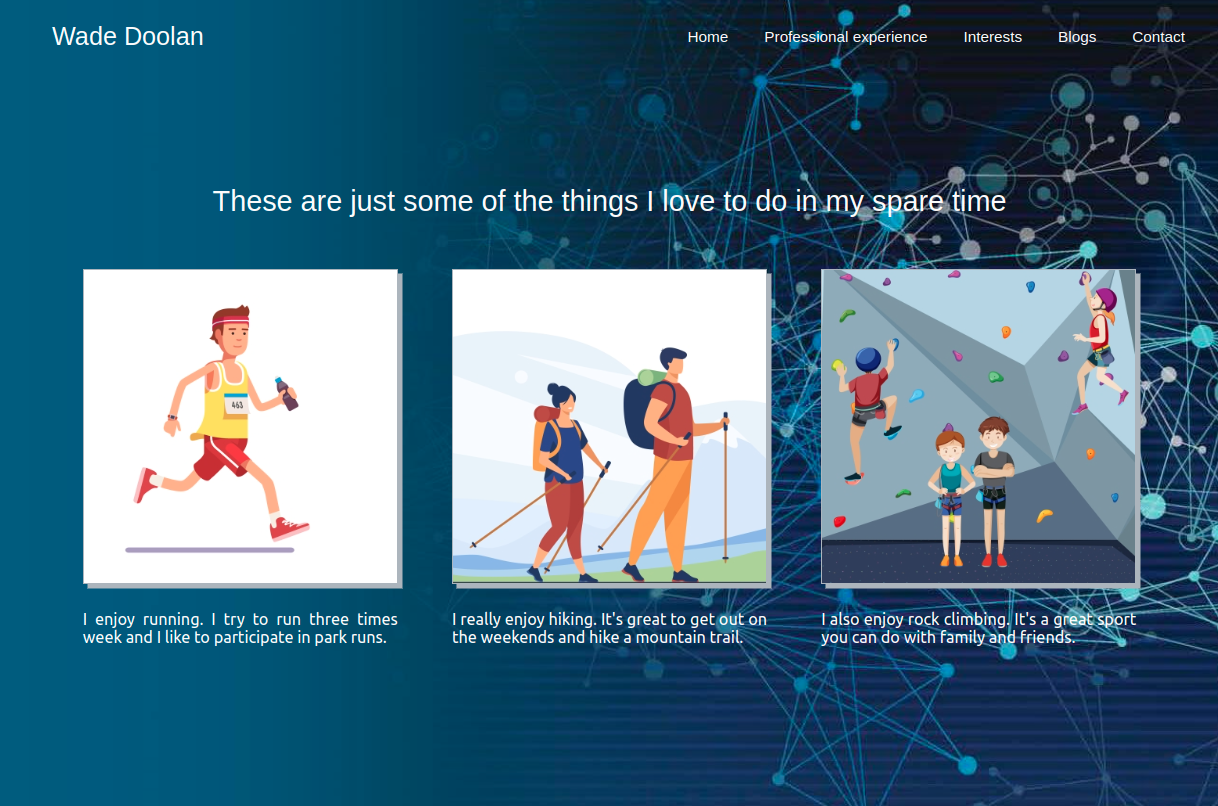 Wade Doolan
Home Professional experience Interests Blogs Contact
These are just some of the things I love to do in my spare time
463
I enjoy running. I try to run three times
week and I like to participate in park runs.
I really enjoy hiking. It's great to get out on
the weekends and hike a mountain trail.
I also enjoy rock climbing. It's a great sport
you can do with family and friends.